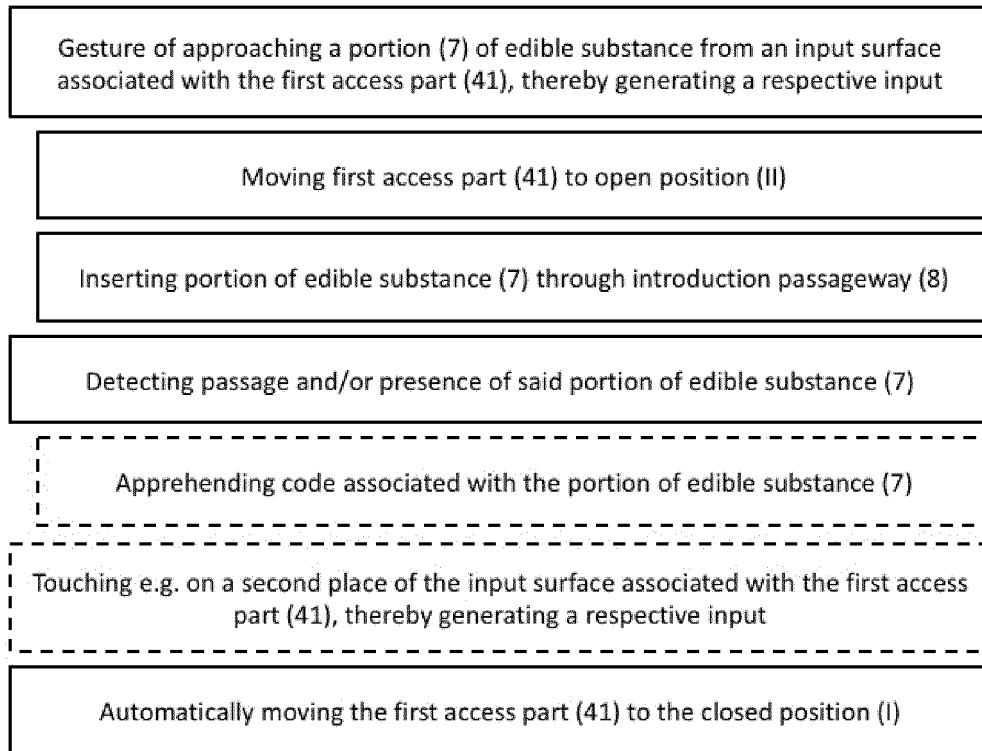 Gesture of approaching a portion (7) of edible substance from an input surface
associated with the first access part (41), thereby generating a respective input
Moving first access part (41) to open position (II)
Inserting portion of edible substance (7) through introduction passageway (8)
Detecting passage and/or presence of said portion of edible substance (7)
Apprehending code associated with the portion of edible substance (7)
Touching e.g. on a second place of the input surface associated with the first access
part (41), thereby generating a respective input
Automatically moving the first access part (41) to the closed position (I)